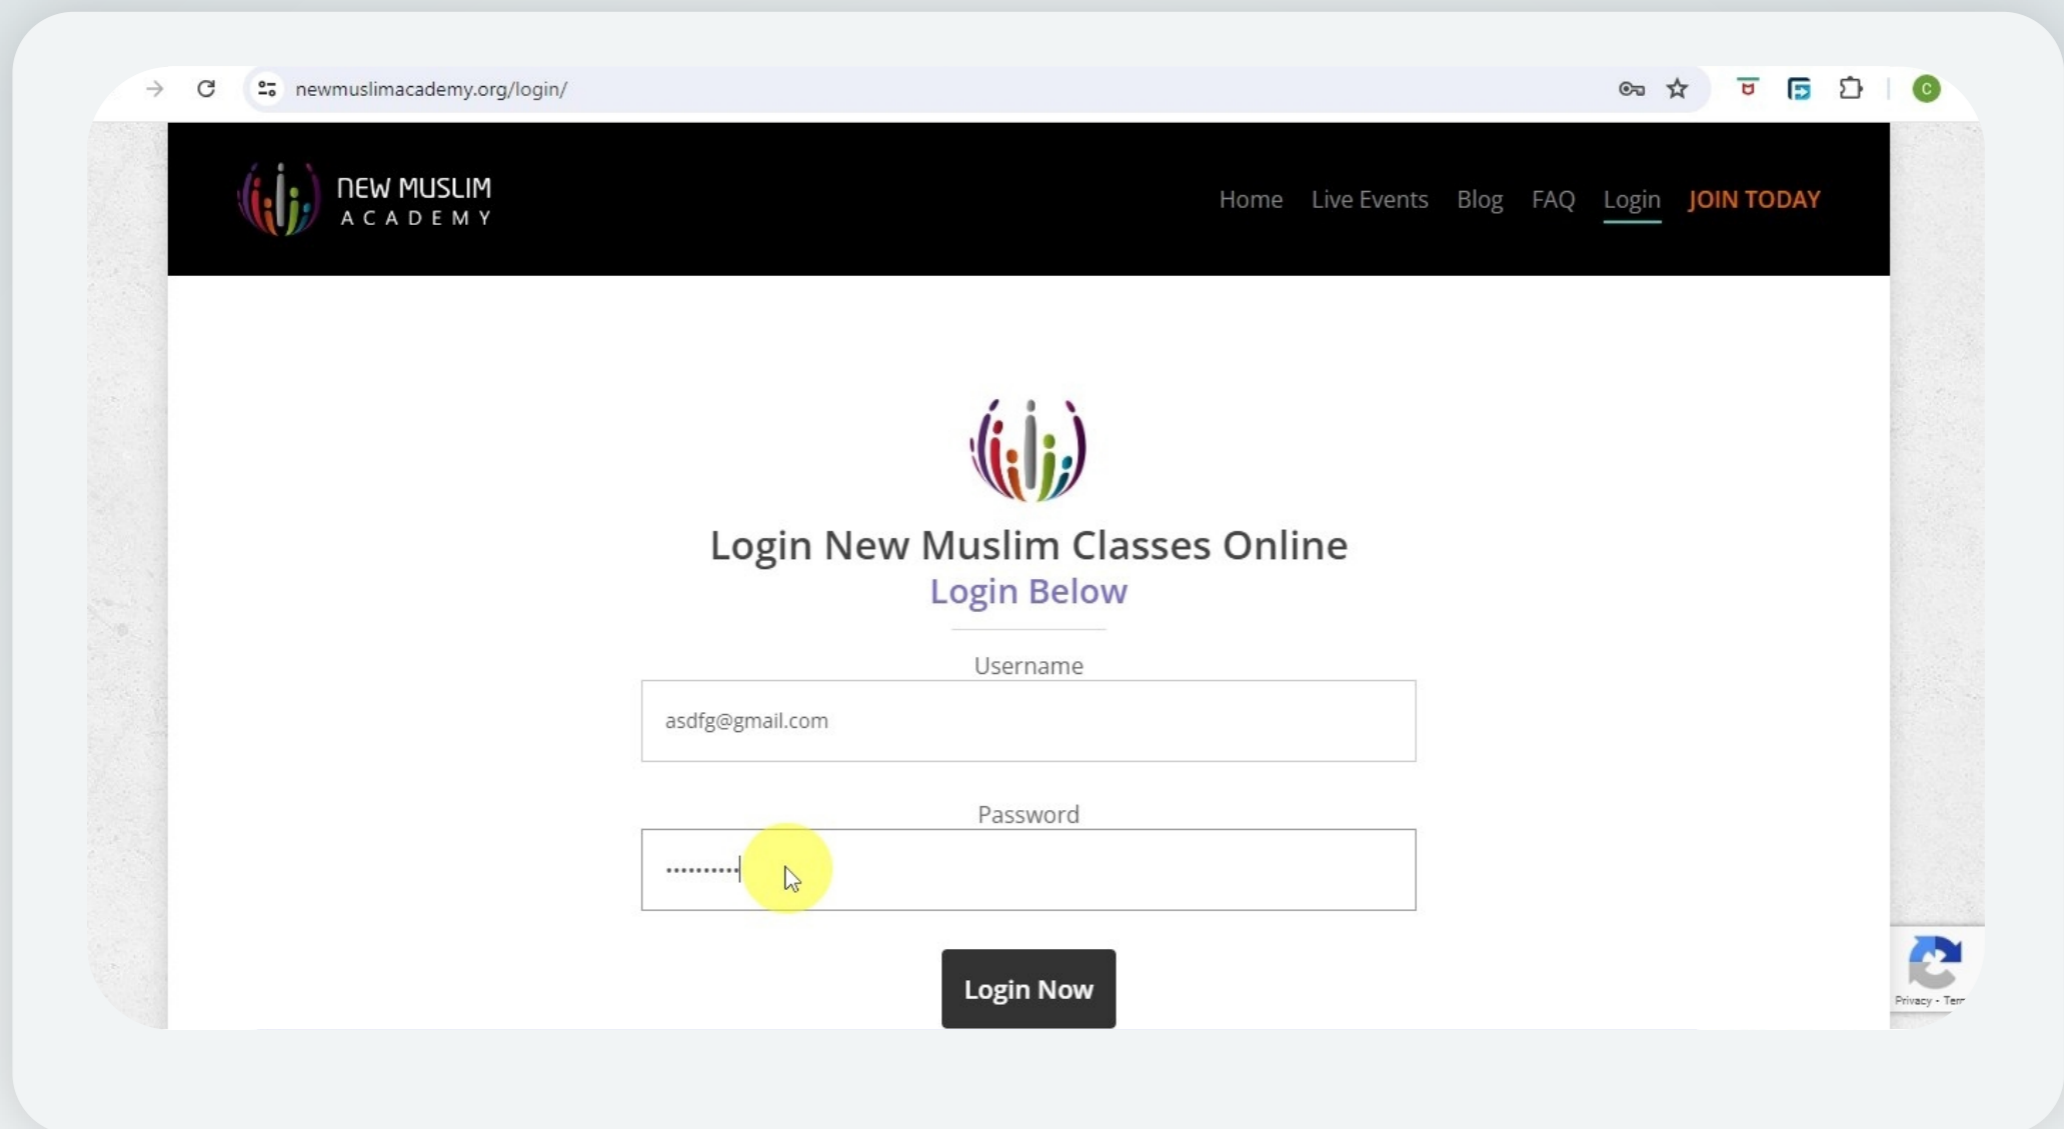 newmuslimacademy.org/login/
C
NEW MUSLIM
ACADEMY
Home Live Events Blog FAQ Login JOIN TODAY
Login New Muslim Classes Online
Login Below
Username
asdfg@gmail.com
Password
••••••••••
Login Now
Privacy - Ter